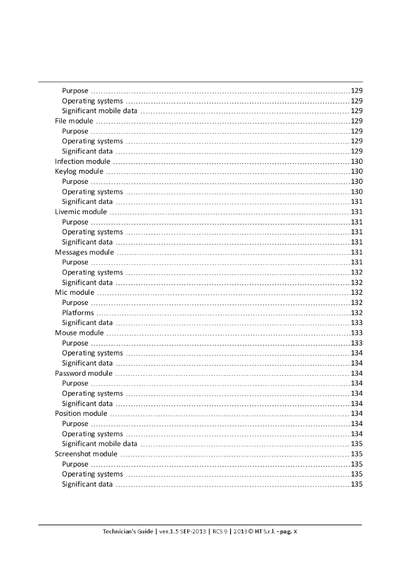 Purpose ........ 129
Operating systems ........ 129
Significant mobile data ........ 129
File module ........ 129
Purpose ........ 129
Operating systems ........ 129
Significant data ........ 129
Infection module ........ 130
Keylog module ........ 130
Purpose ........ 130
Operating systems ........ 130
Significant data ........ 131
Livemic module ........ 131
Purpose ........ 131
Operating systems ........ 131
Significant data ........ 131
Messages module ........ 131
Purpose ........ 131
Operating systems ........ 132
Significant data ........ 132
Mic module ........ 132
Purpose ........ 132
Platforms ........ 132
Significant data ........ 133
Mouse module ........ 133
Purpose ........ 133
Operating systems ........ 134
Significant data ........ 134
Password module ........ 134
Purpose ........ 134
Operating systems ........ 134
Significant data ........ 134
Position module ........ 134
Purpose ........ 134
Operating systems ........ 134
Significant mobile data ........ 135
Screenshot module ........ 135
Purpose ........ 135
Operating systems ........ 135
Significant data ........ 135
Technician's Guide | ver.1.5 SEP-2013 | RCS 9 | 2013 © HT S.r.l. - pag. X